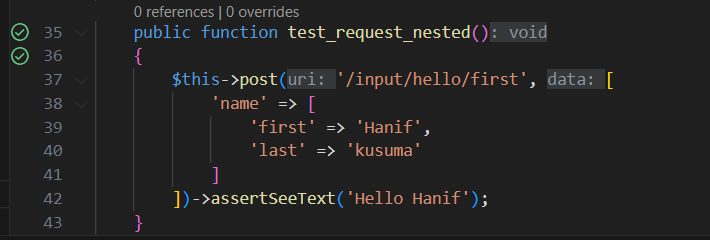 0 references | 0 overrides
35 public function test_request_nested(): void
36 {
37 $this->post(uri: '/input/hello/first', data: [
38 'name' => [
39 'first' => 'Hanif',
40 'last' => 'kusuma'
41 ]
42 ])->assertSeeText('Hello Hanif');
43 }